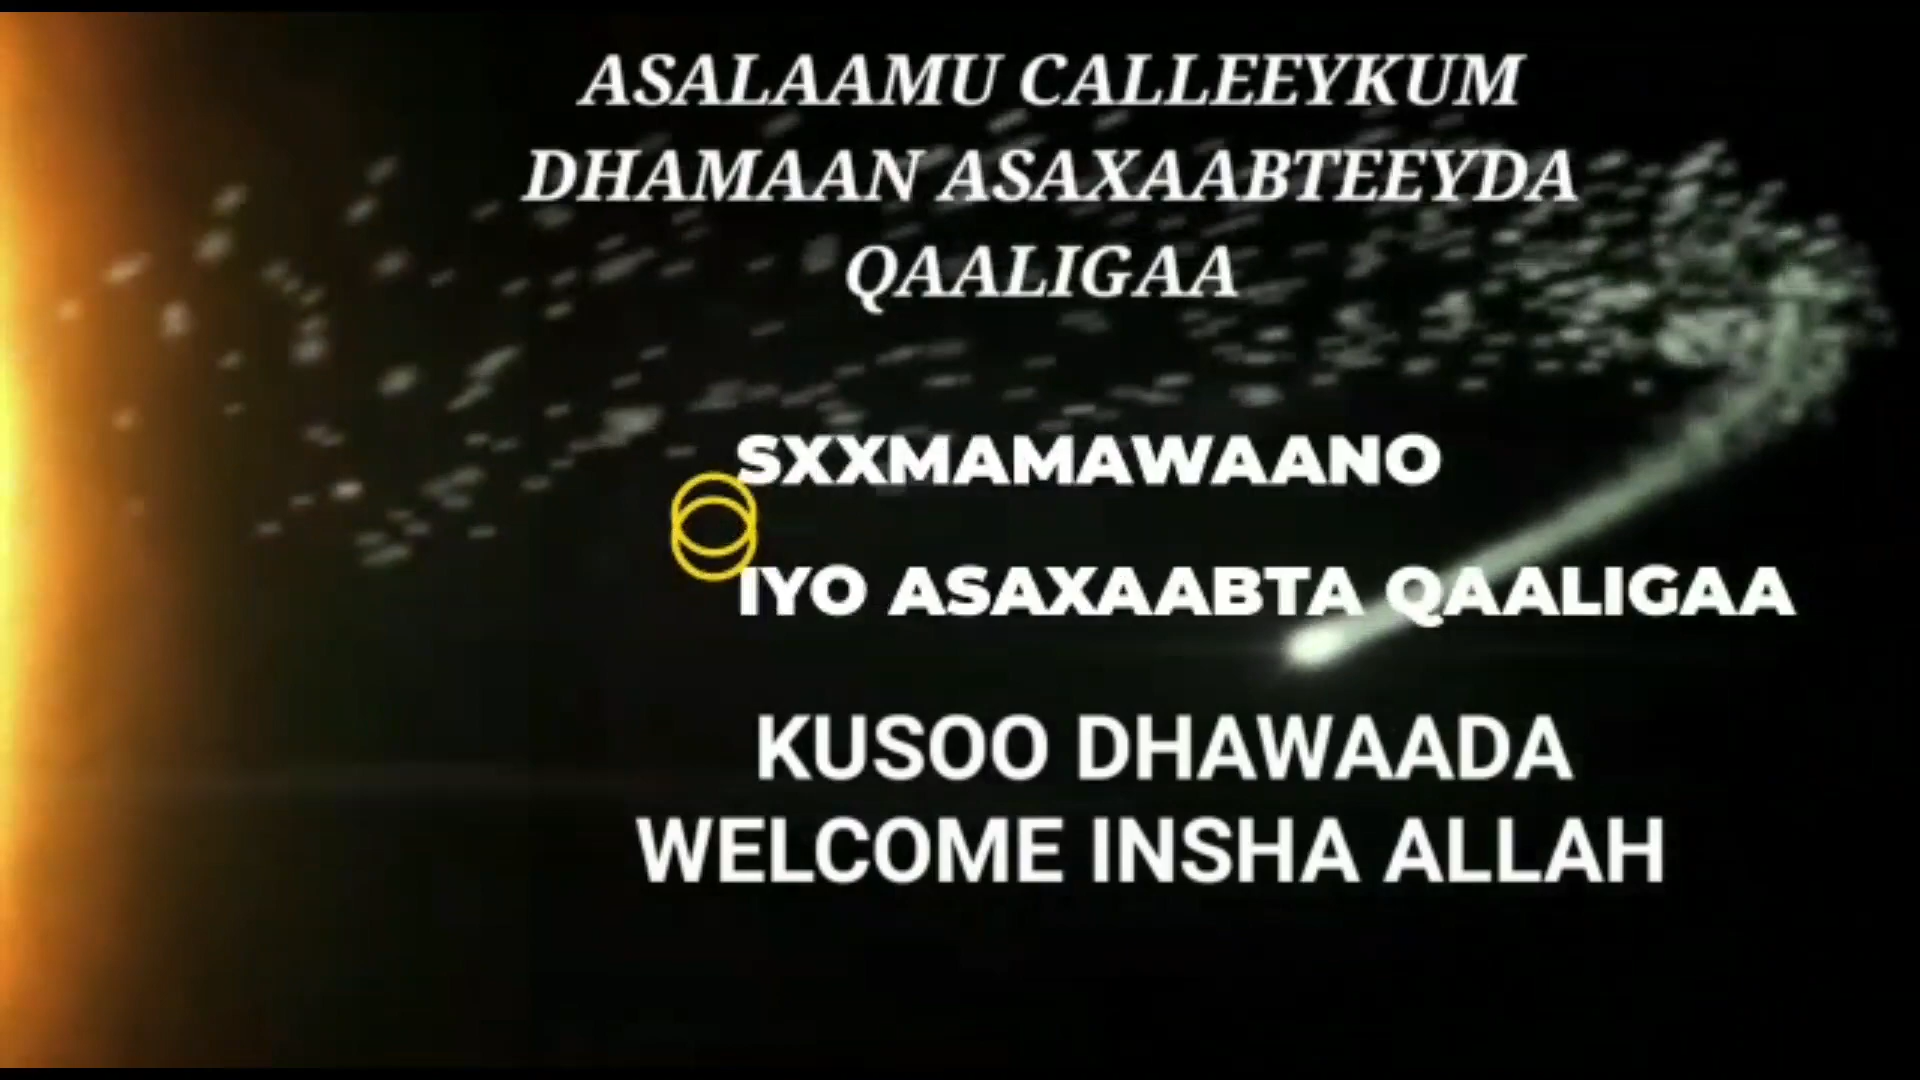 ASALAAMU CALLEEYKUM
DHAMAAN ASAXAABTEEYDA
QAALIGAA
SXXMAMAWAANO
IYO ASAXAABTA QAALIGAA
KUSOO DHAWAADA
WELCOME INSHA ALLAH